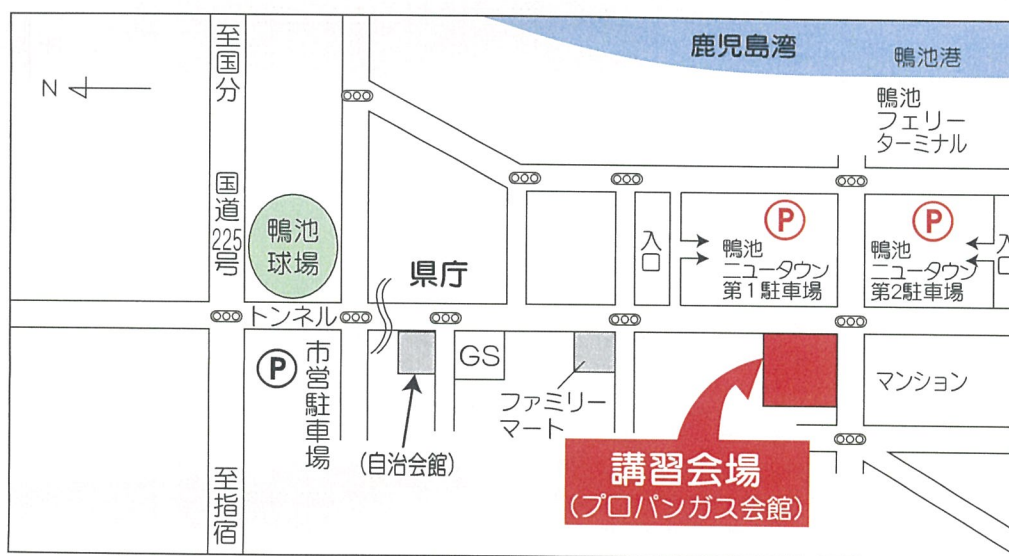 至国分
N
国道
225
号
鴨池
球場
トンネル
P
市営駐車場
至指宿
県庁
(自治会館)
GS
ファミリー
マート
鹿児島湾
鴨池港
鴨池
フェリー
ターミナル
入口
P
鴨池
ニュータウン
第1駐車場
P
鴨池
ニュータウン
第2駐車場
入口
マンション
講習会場
(プロパンガス会館)